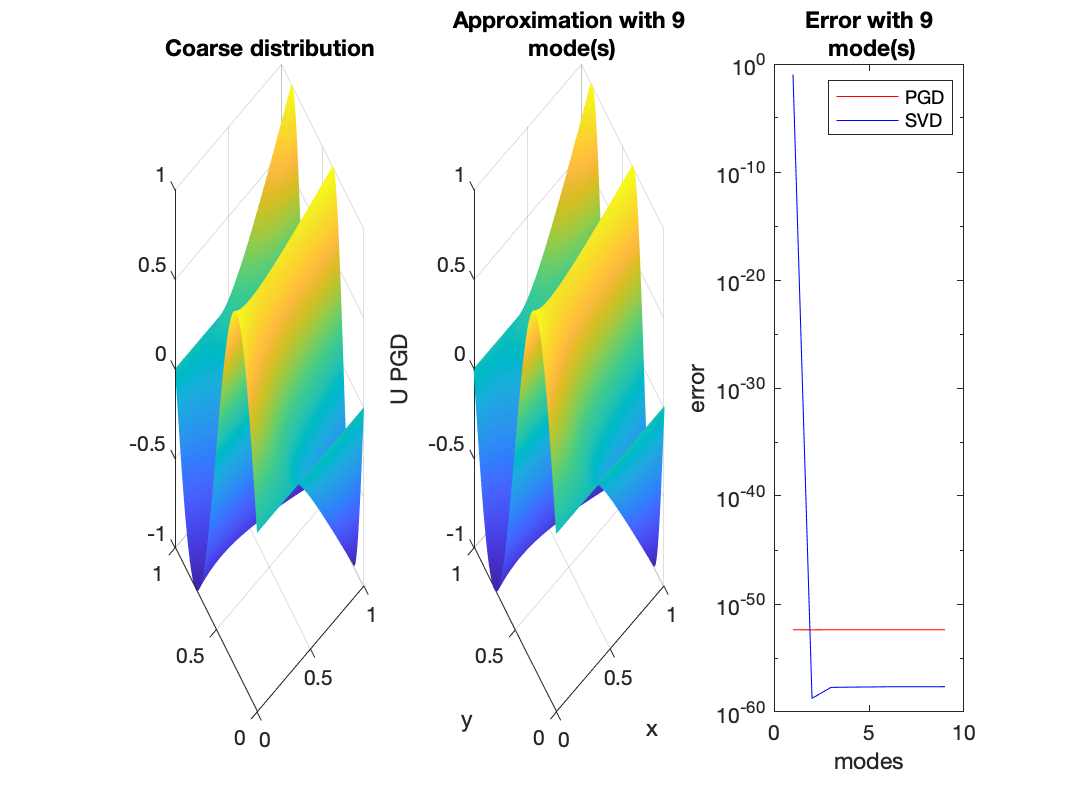 Coarse distribution
1
0.5
0
-0.5
-1
1
0.5
0
0
0.5
1
Approximation with 9
mode(s)
U PGD
1
0.5
0
-0.5
-1
1
0.5
0
0
0.5
1
y
x
Error with 9
mode(s)
PGD
SVD
error
10^0
10^-10
10^-20
10^-30
10^-40
10^-50
10^-60
0
5
10
modes